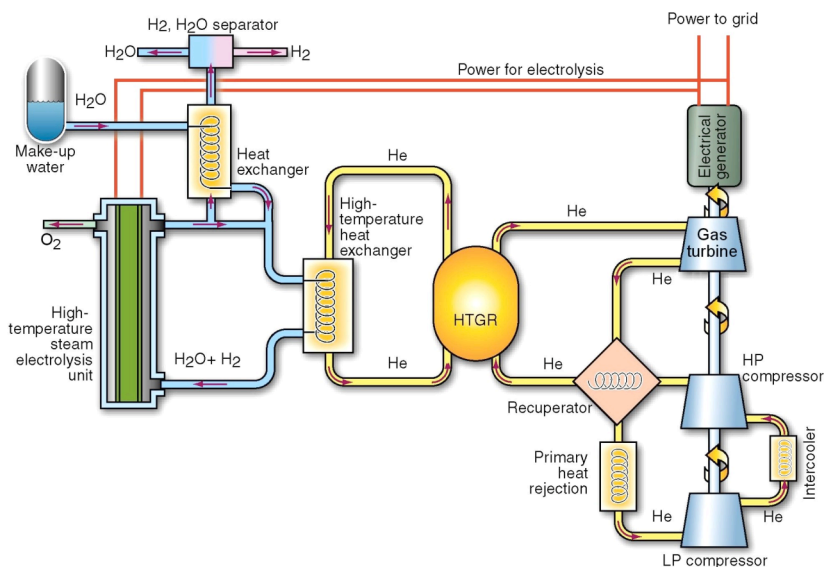 H2, H2O separator
H2O
H2
Power to grid
Power for electrolysis
H2O
Make-up
water
Heat
exchanger
Electrical
generator
He
High-
temperature
heat
exchanger
He
Gas
turbine
He
O2
HTGR
High-
temperature
steam
electrolysis
unit
H2O+ H2
He
He
HP
compressor
Recuperator
Primary
heat
rejection
Intercooler
He
He
LP compressor